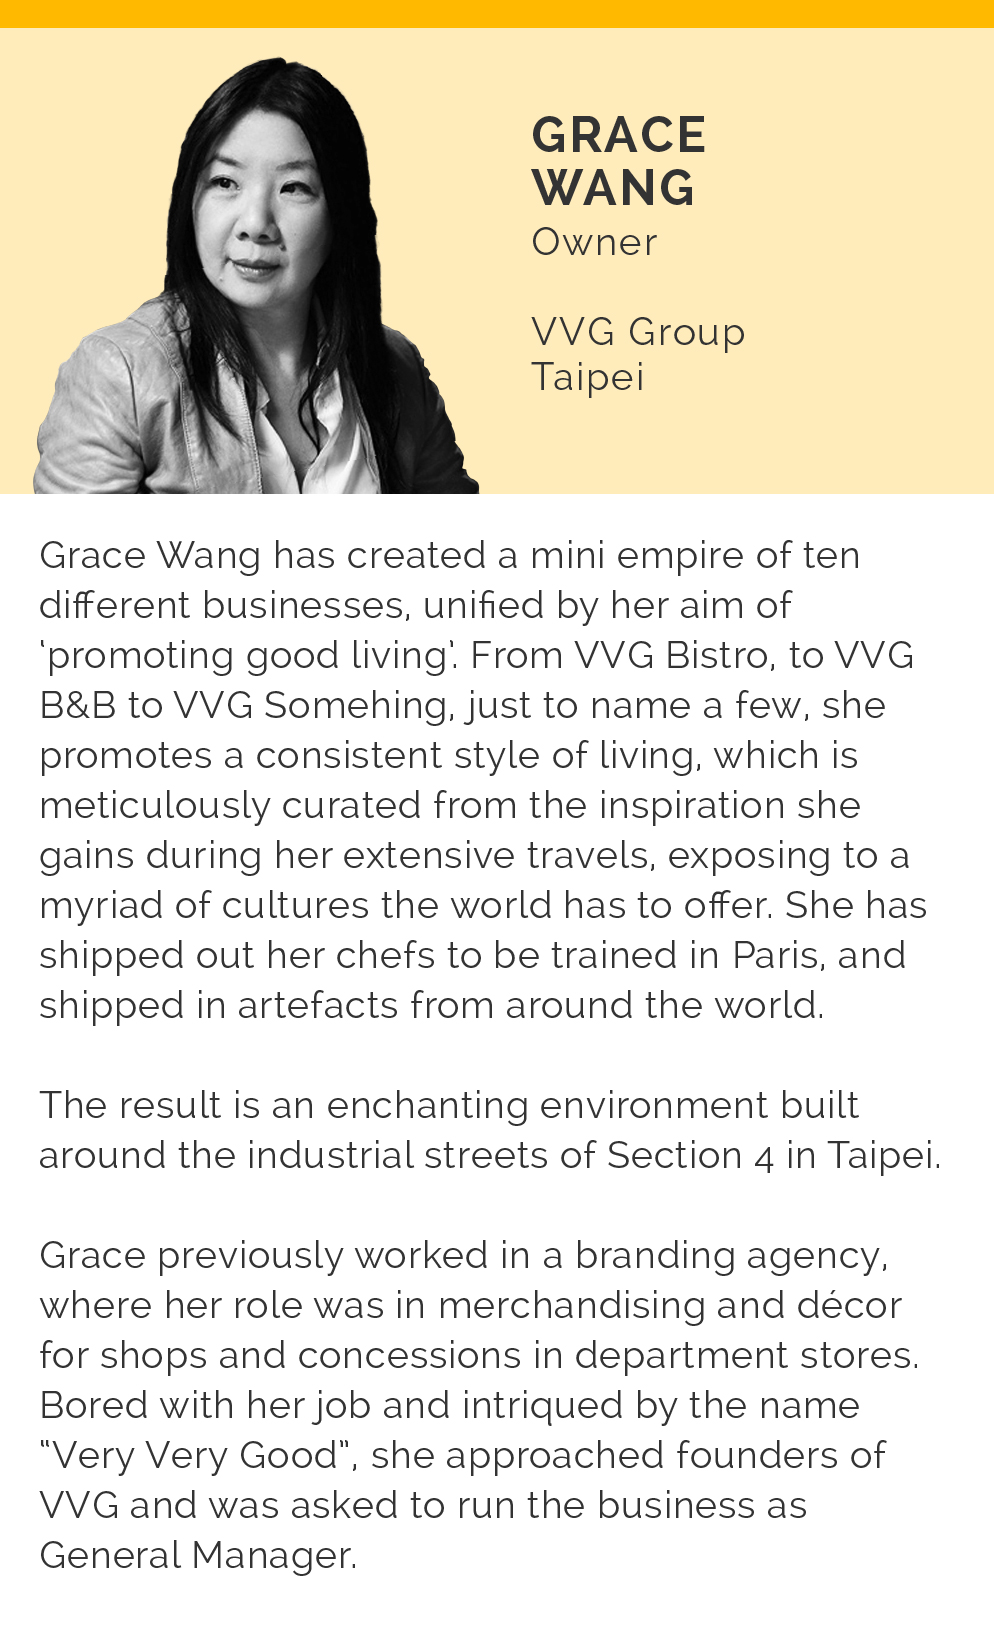 GRACE
WANG
Owner
VVG Group
Taipei
Grace Wang has created a mini empire of ten
different businesses, unified by her aim of
‘promoting good living‘. From VVG Bistro, to VVG
B&B to VVG Somehing, just to name a few, she
promotes a consistent style of living, which is
meticulously curated from the inspiration she
gains during her extensive travels, exposing to a
myriad of cultures the world has to offer. She has
shipped out her chefs to be trained in Paris, and
shipped in artefacts from around the world.
The result is an enchanting environment built
around the industrial streets of Section 4 in Taipei.
Grace previously worked in a branding agency,
where her role was in merchandising and décor
for shops and concessions in department stores.
Bored with her job and intriqued by the name
“Very Very Good”, she approached founders of
VVG and was asked to run the business as
General Manager.